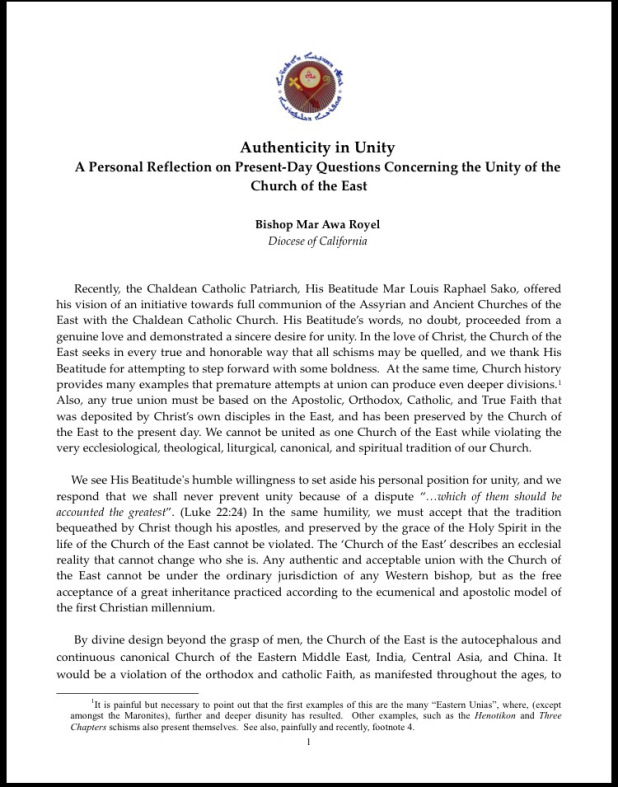 Authenticity in Unity
A Personal Reflection on Present-Day Questions Concerning the Unity of the
Church of the East
Bishop Mar Awa Royel
Diocese of California
Recently, the Chaldean Catholic Patriarch, His Beatitude Mar Louis Raphael Sako, offered
his vision of an initiative towards full communion of the Assyrian and Ancient Churches of the
East with the Chaldean Catholic Church. His Beatitude's words, no doubt, proceeded from a
genuine love and demonstrated a sincere desire for unity. In the love of Christ, the Church of the
East seeks in every true and honorable way that all schisms may be quelled, and we thank His
Beatitude for attempting to step forward with some boldness. At the same time, Church history
provides many examples that premature attempts at union can produce even deeper divisions.¹
Also, any true union must be based on the Apostolic, Orthodox, Catholic, and True Faith that
was deposited by Christ's own disciples in the East, and has been preserved by the Church of
the East to the present day. We cannot be united as one Church of the East while violating the
very ecclesiological, theological, liturgical, canonical, and spiritual tradition of our Church.
We see His Beatitude's humble willingness to set aside his personal position for unity, and we
respond that we shall never prevent unity because of a dispute "…which of them should be
accounted the greatest". (Luke 22:24) In the same humility, we must accept that the tradition
bequeathed by Christ though his apostles, and preserved by the grace of the Holy Spirit in the
life of the Church of the East cannot be violated. The 'Church of the East' describes an ecclesial
reality that cannot change who she is. Any authentic and acceptable union with the Church of
the East cannot be under the ordinary jurisdiction of any Western bishop, but as the free
acceptance of a great inheritance practiced according to the ecumenical and apostolic model of
the first Christian millennium.
By divine design beyond the grasp of men, the Church of the East is the autocephalous and
continuous canonical Church of the Eastern Middle East, India, Central Asia, and China. It
would be a violation of the orthodox and catholic Faith, as manifested throughout the ages, to
¹It is painful but necessary to point out that the first examples of this are the many "Eastern Unias", where, (except
amongst the Maronites), further and deeper disunity has resulted. Other examples, such as the Henotikon and Three
Chapters schisms also present themselves. See also, painfully and recently, footnote 4.
1